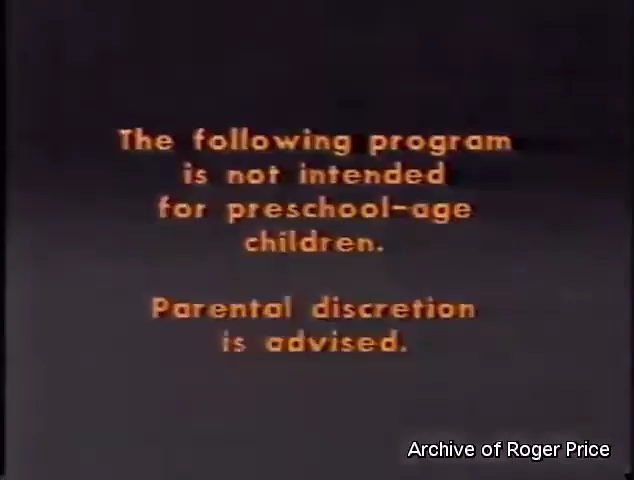 The following program
is not intended
for preschool-age
children.
Parental discretion
is advised.
Archive of Roger Price